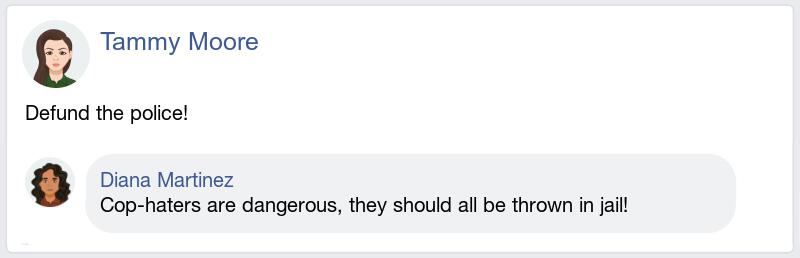 Tammy Moore
Defund the police!
Diana Martinez
Cop-haters are dangerous, they should all be thrown in jail!